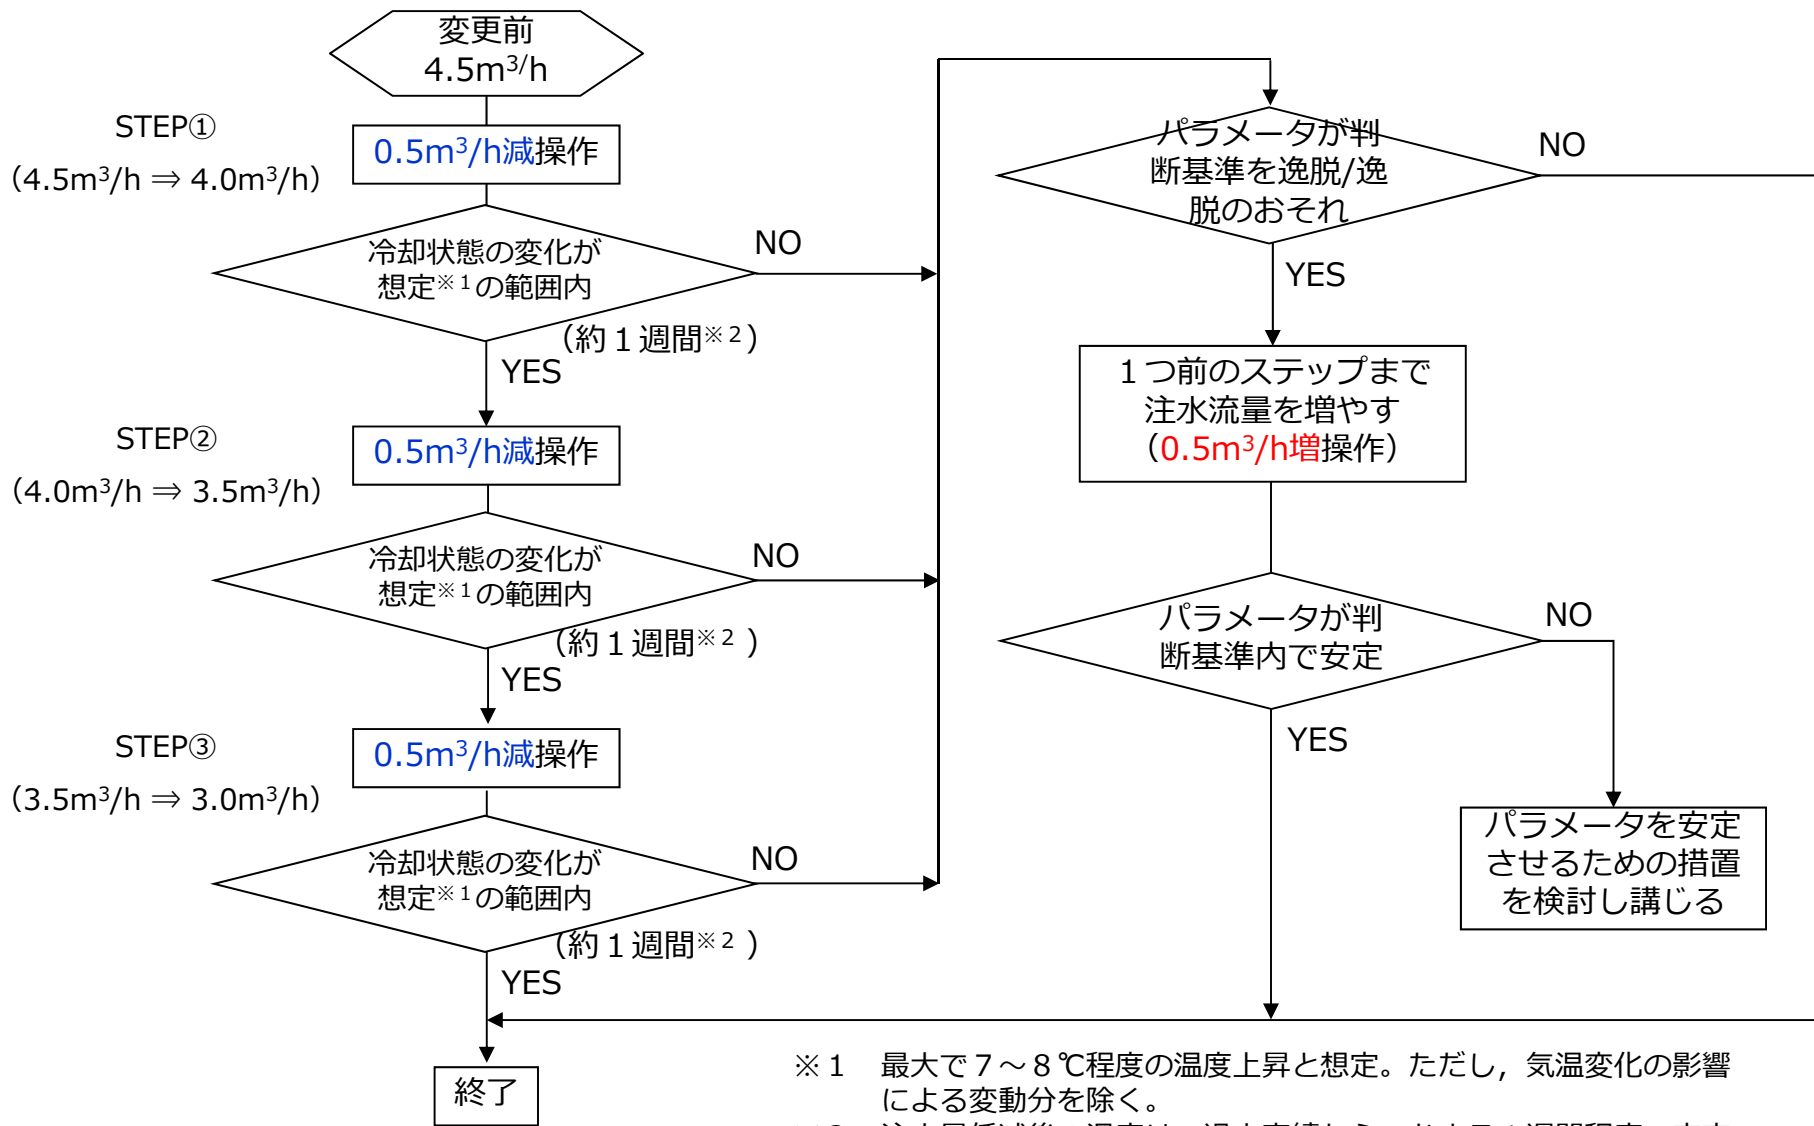 変更前
4.5m³/h
STEP①
（4.5m³/h ⇒ 4.0m³/h）
0.5m³/h減操作
冷却状態の変化が
想定※１の範囲内
NO
（約１週間※２）
YES
STEP②
（4.0m³/h ⇒ 3.5m³/h）
0.5m³/h減操作
冷却状態の変化が
想定※１の範囲内
NO
（約１週間※２）
YES
STEP③
（3.5m³/h ⇒ 3.0m³/h）
0.5m³/h減操作
冷却状態の変化が
想定※１の範囲内
NO
（約１週間※２）
YES
終了
パラメータが判
断基準を逸脱/逸
脱のおそれ
NO
YES
１つ前のステップまで
注水流量を増やす
（0.5m³/h増操作）
パラメータが判
断基準内で安定
NO
YES
パラメータを安定
させるための措置
を検討し講じる
※１　最大で７～８℃程度の温度上昇と想定。ただし，気温変化の影響
による変動分を除く。